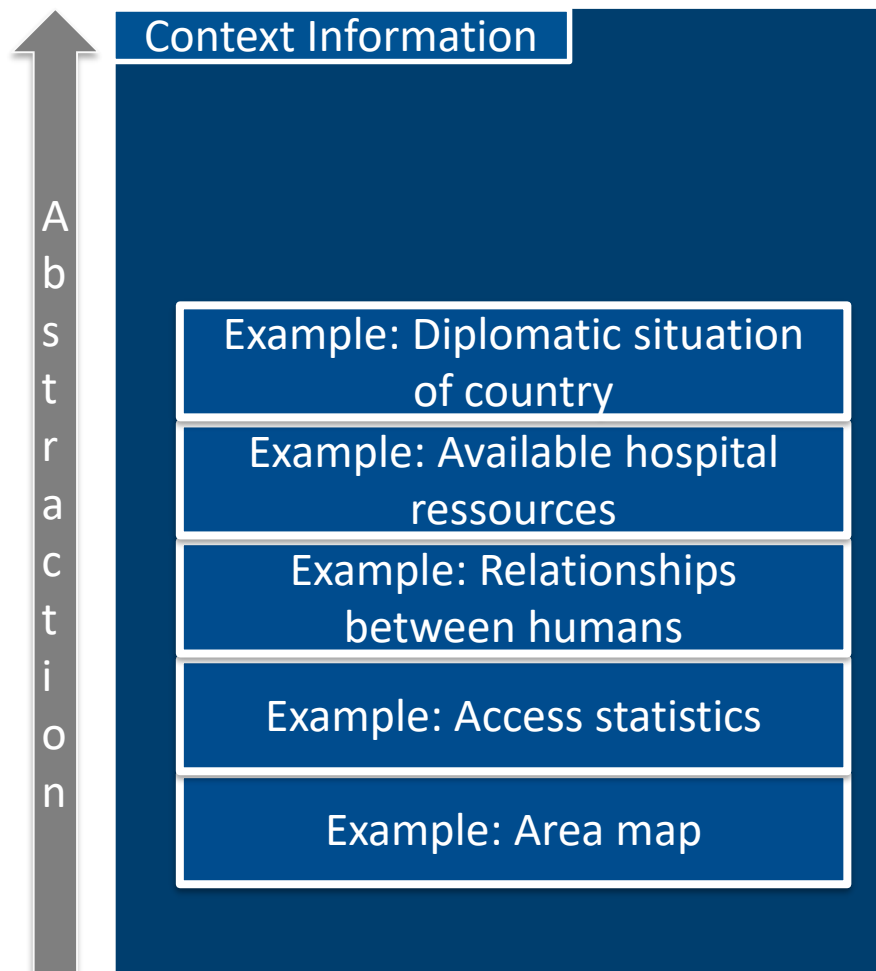 Context Information
Abstraction
Example: Diplomatic situation
of country
Example: Available hospital
ressources
Example: Relationships
between humans
Example: Access statistics
Example: Area map